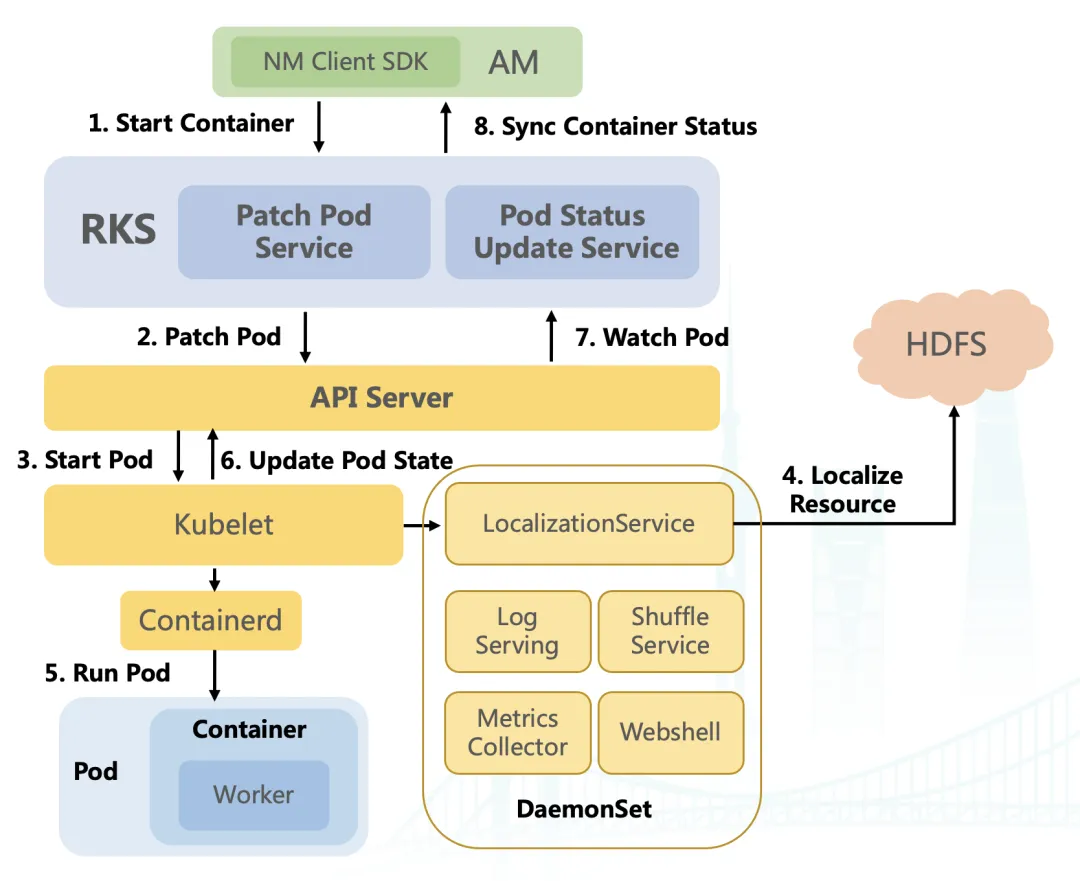 NM Client SDK
AM
1. Start Container
8. Sync Container Status
RKS
Patch Pod
Service
Pod Status
Update Service
2. Patch Pod
7. Watch Pod
HDFS
API Server
3. Start Pod
6. Update Pod State
4. Localize
Resource
Kubelet
LocalizationService
Containerd
Log
Serving
Shuffle
Service
5. Run Pod
Container
Pod
Worker
Metrics
Collector
Webshell
DaemonSet